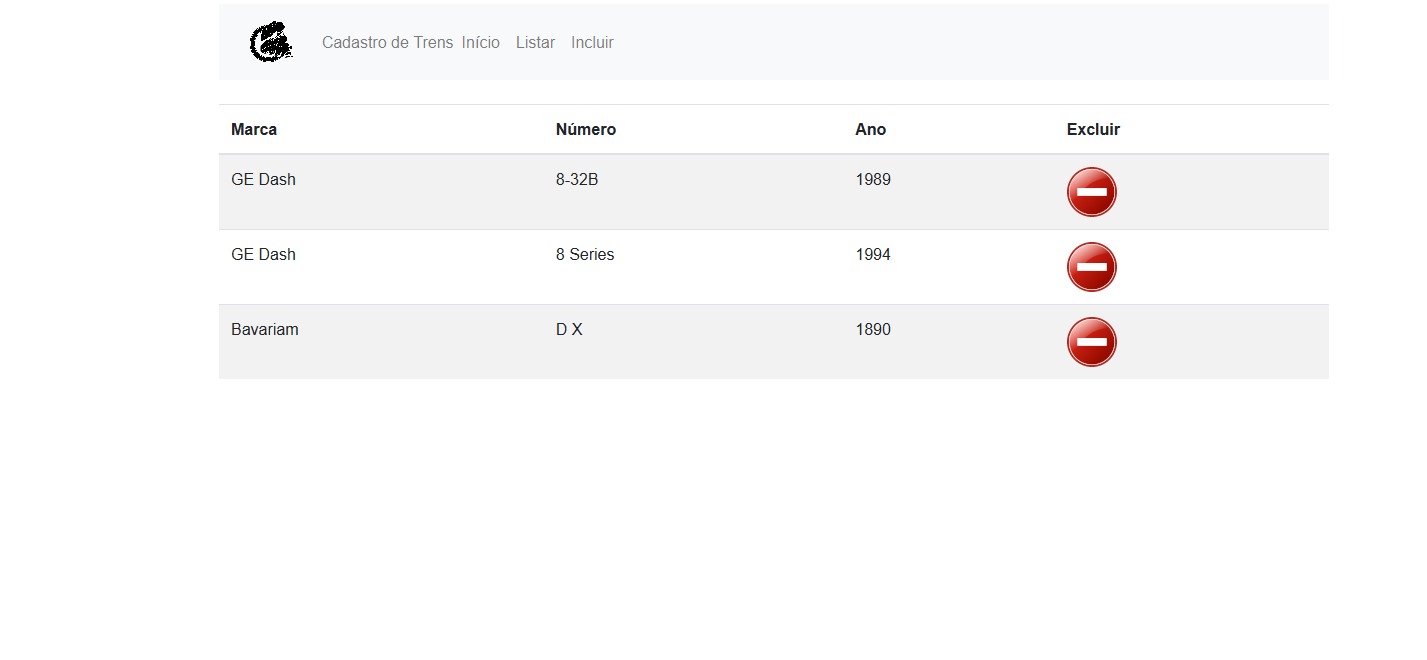 Cadastro de Trens Início Listar Incluir
Marca Número Ano Excluir
GE Dash 8-32B 1989
GE Dash 8 Series 1994
Bavariam D X 1890